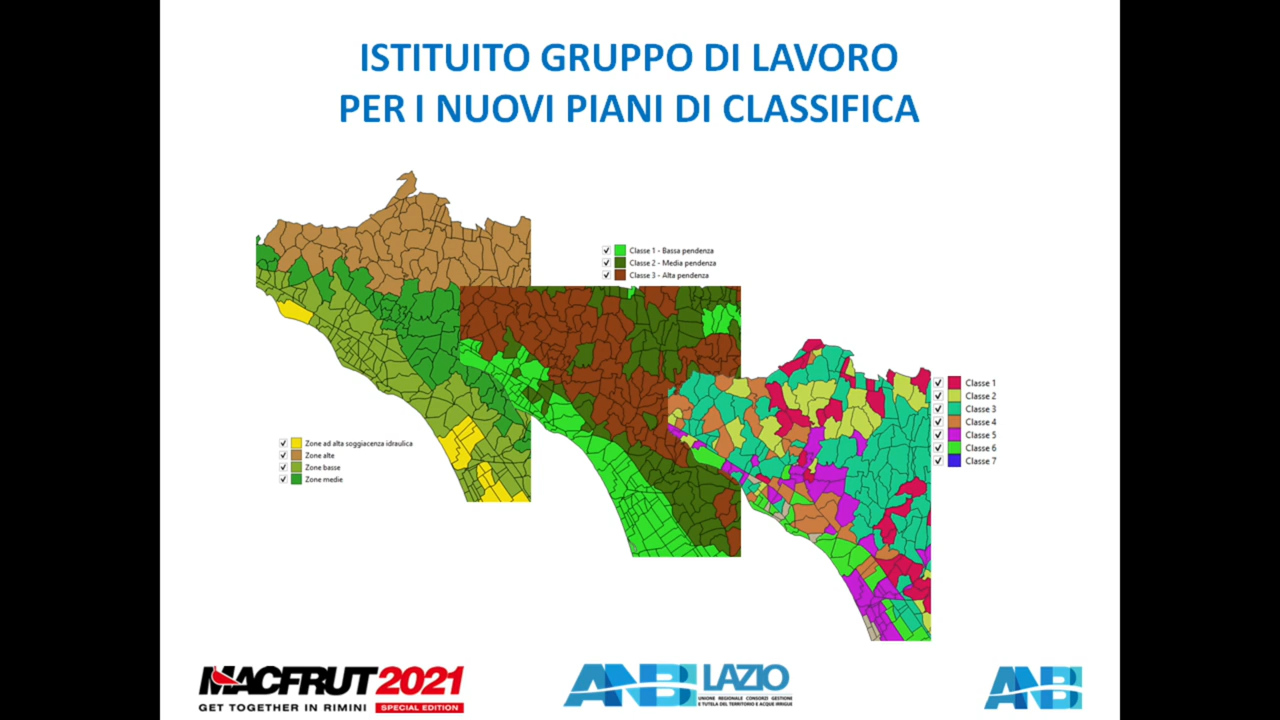 ISTITUITO GRUPPO DI LAVORO
PER I NUOVI PIANI DI CLASSIFICA
Classe 1 - Bassa pendenza
Classe 2 - Media pendenza
Classe 3 - Alta pendenza
Classe 1
Classe 2
Classe 3
Classe 4
Classe 5
Classe 6
Classe 7
Zone ad alta soggiacenza idraulica
Zone alte
Zone basse
Zone medie
MACFRUT 2021
GET TOGETHER IN RIMINI SPECIAL EDITION
ANBI LAZIO
UNIONE REGIONALE CONSORZI GESTIONE
E TUTELA DEL TERRITORIO E ACQUE IRRIGUE
ANBI